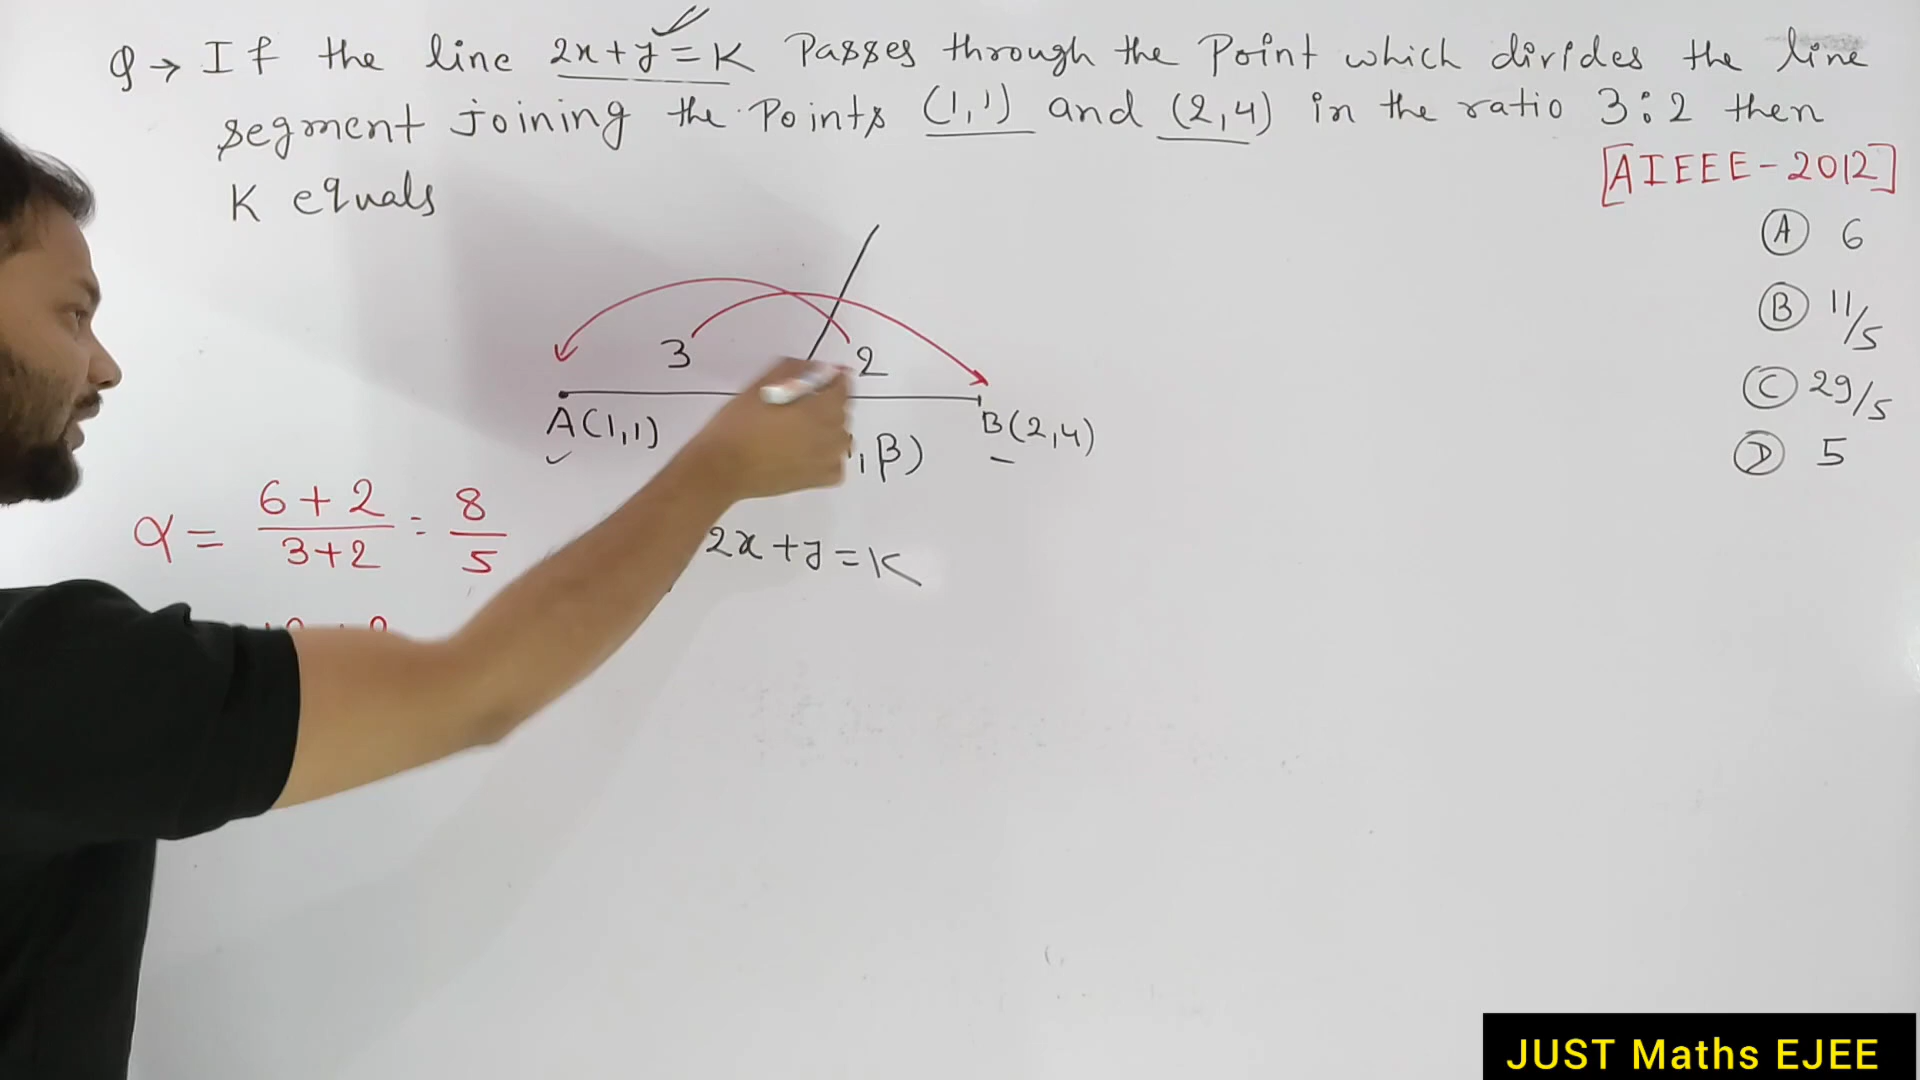 Q → If the line 2x+y=K passes through the point which divides the line
segment joining the points (1,1) and (2,4) in the ratio 3:2 then
K equals
[AIEEE-2012]
A 6
B 11/5
C 29/5
D 5
3 2
A(1,1) B(2,4)
, β)
α = 6+2 / 3+2 = 8/5
2x+y=K
JUST Maths EJEE